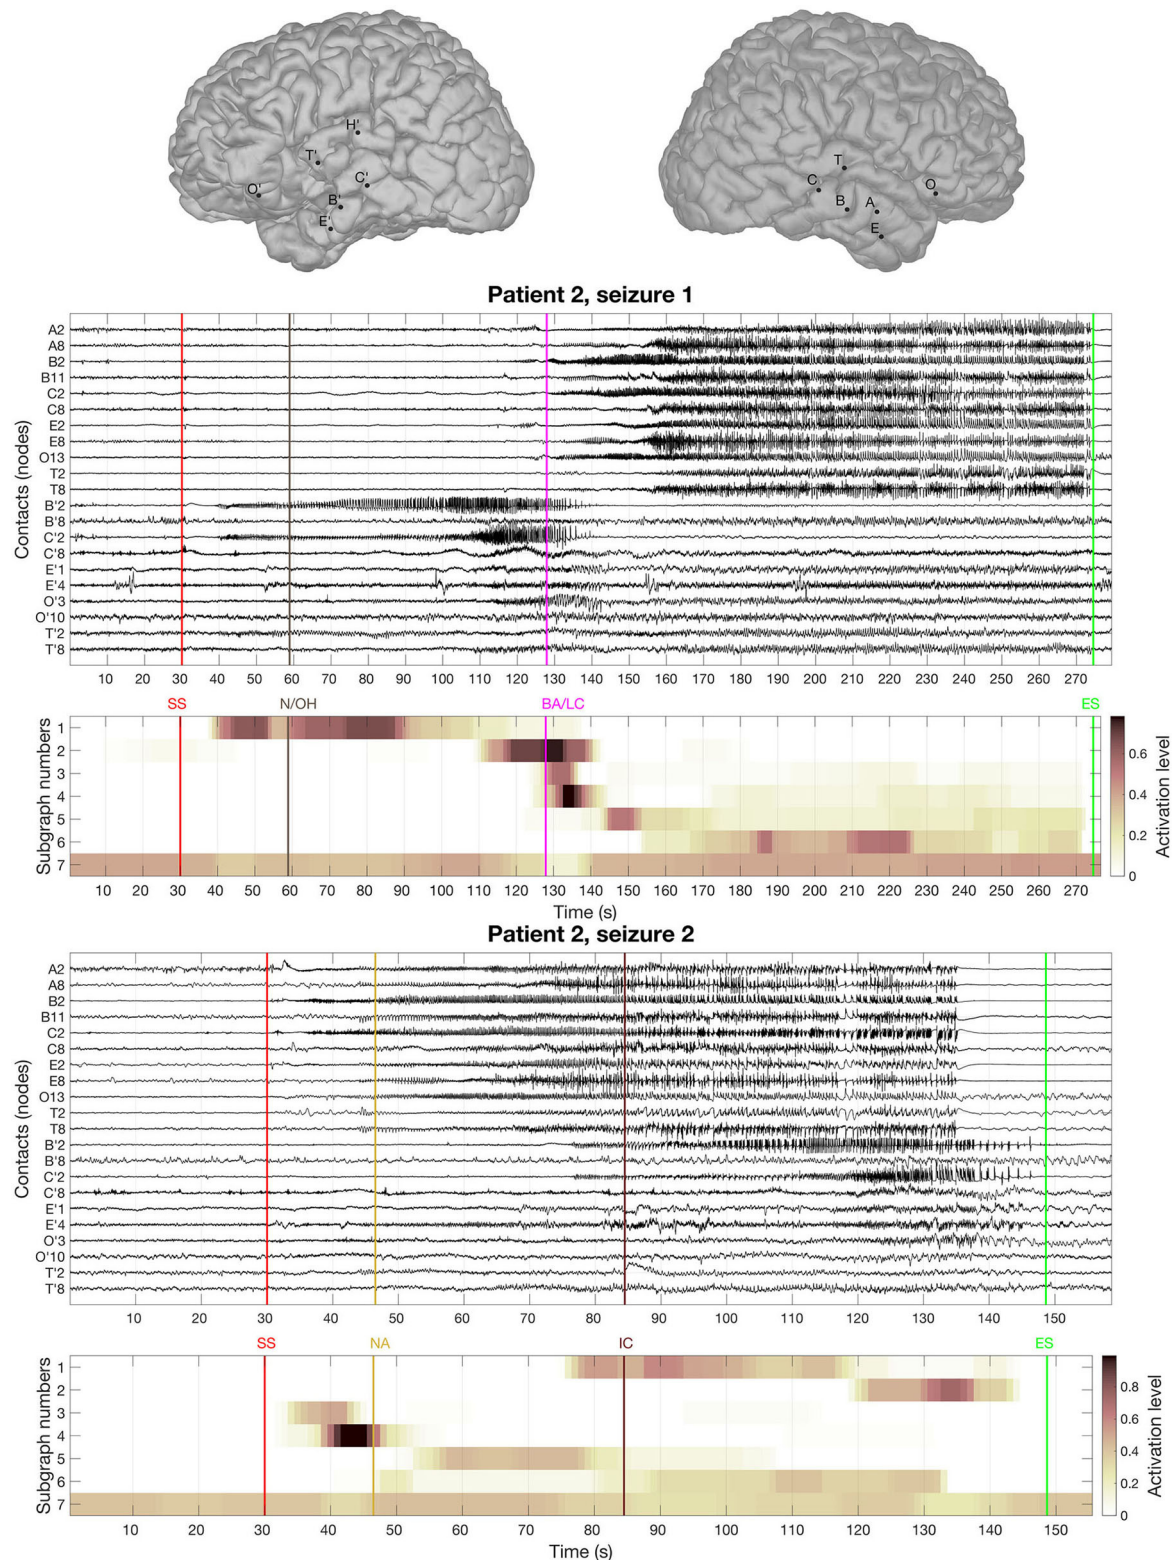 H'
T'
C'
O'
B'
E'
T
C
O
B
A
E
Patient 2, seizure 1
Contacts (nodes)
A2
A8
B2
B11
C2
C8
E2
E8
O13
T2
T8
B'2
B'8
C'2
C'8
E'1
E'4
O'3
O'10
T'2
T'8
10 20 30 40 50 60 70 80 90 100 110 120 130 140 150 160 170 180 190 200 210 220 230 240 250 260 270
SS N/OH BA/LC ES
Subgraph numbers
1
2
3
4
5
6
7
0.6
0.4
0.2
0
Activation level
10 20 30 40 50 60 70 80 90 100 110 120 130 140 150 160 170 180 190 200 210 220 230 240 250 260 270
Time (s)
Patient 2, seizure 2
Contacts (nodes)
A2
A8
B2
B11
C2
C8
E2
E8
O13
T2
T8
B'2
B'8
C'2
C'8
E'1
E'4
O'3
O'10
T'2
T'8
10 20 30 40 50 60 70 80 90 100 110 120 130 140 150
SS NA IC ES
Subgraph numbers
1
2
3
4
5
6
7
0.8
0.6
0.4
0.2
0
Activation level
10 20 30 40 50 60 70 80 90 100 110 120 130 140 150
Time (s)